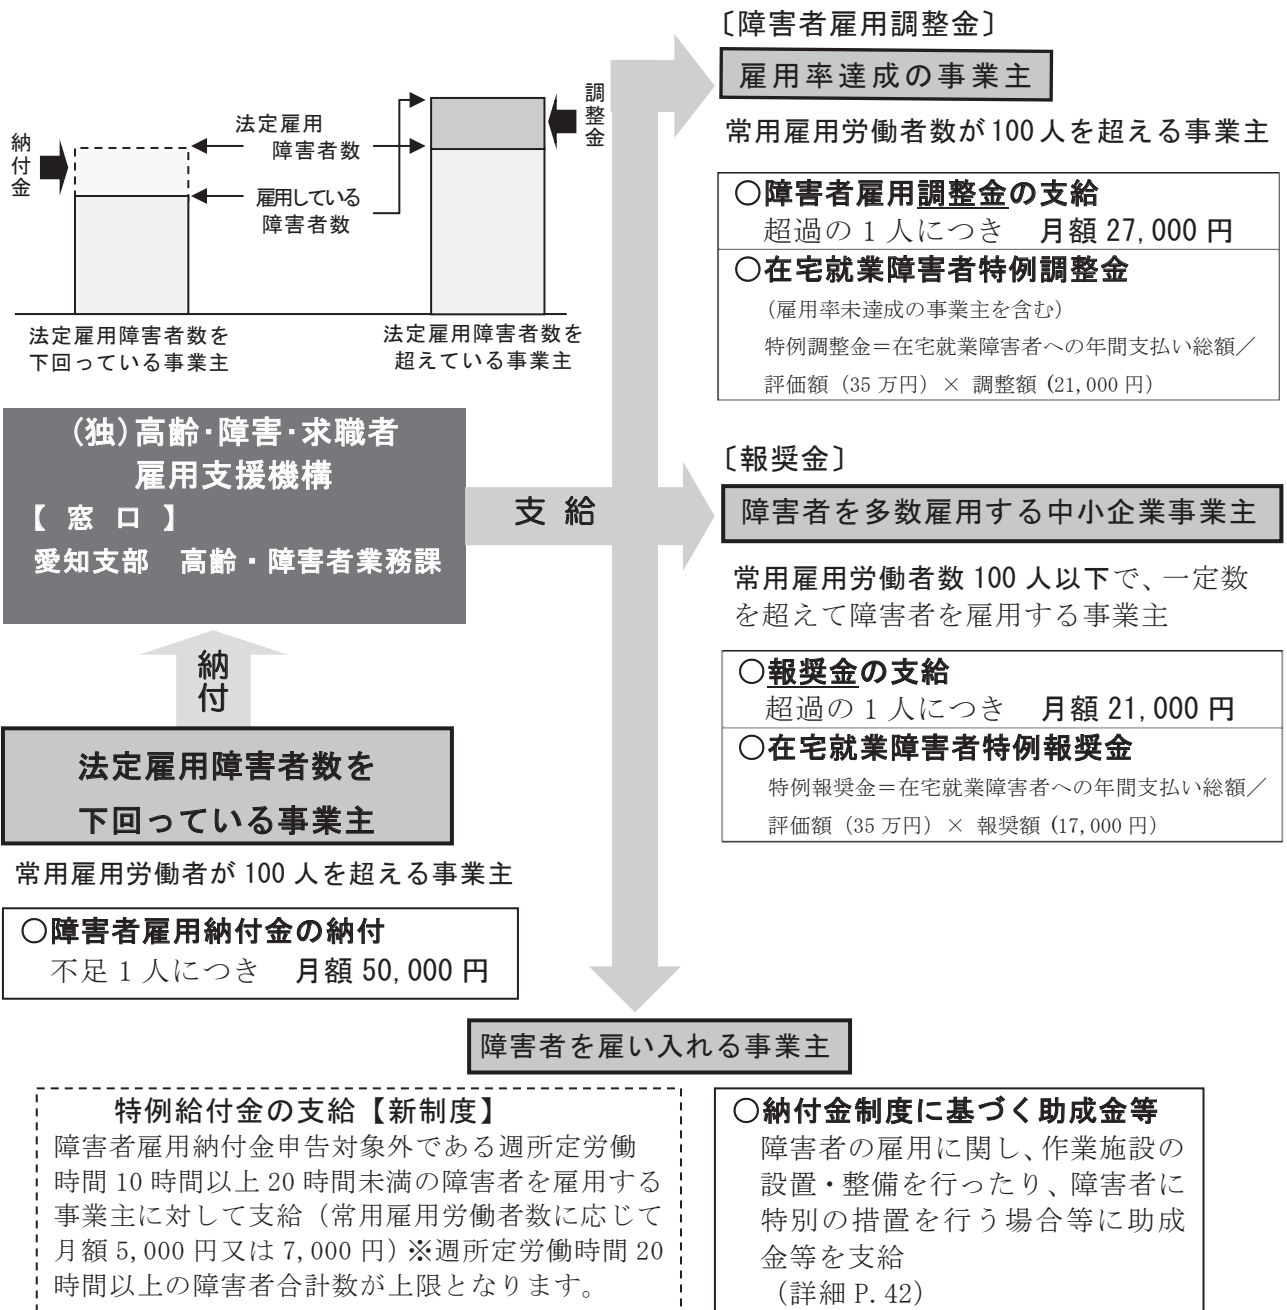 納付金
法定雇用
障害者数
雇用している
障害者数
調整金
法定雇用障害者数を
下回っている事業主
法定雇用障害者数を
超えている事業主
〔障害者雇用調整金〕
雇用率達成の事業主
常用雇用労働者数が100人を超える事業主
○障害者雇用調整金の支給
超過の1人につき 月額27,000円
○在宅就業障害者特例調整金
(雇用率未達成の事業主を含む)
特例調整金=在宅就業障害者への年間支払い総額/
評価額(35万円)× 調整額(21,000円)
(独)高齢・障害・求職者
雇用支援機構
【 窓 口 】
愛知支部 高齢・障害者業務課
支 給
〔報奨金〕
障害者を多数雇用する中小企業事業主
常用雇用労働者数100人以下で、一定数
を超えて障害者を雇用する事業主
○報奨金の支給
超過の1人につき 月額21,000円
○在宅就業障害者特例報奨金
特例報奨金=在宅就業障害者への年間支払い総額/
評価額(35万円)× 報奨額(17,000円)
納付
法定雇用障害者数を
下回っている事業主
常用雇用労働者が100人を超える事業主
○障害者雇用納付金の納付
不足1人につき 月額50,000円
障害者を雇い入れる事業主
特例給付金の支給【新制度】
障害者雇用納付金申告対象外である週所定労働
時間10時間以上20時間未満の障害者を雇用する
事業主に対して支給(常用雇用労働者数に応じて
月額5,000円又は7,000円)※週所定労働時間20
時間以上の障害者合計数が上限となります。
○納付金制度に基づく助成金等
障害者の雇用に関し、作業施設の
設置・整備を行ったり、障害者に
特別の措置を行う場合等に助成
金等を支給
(詳細P.42)